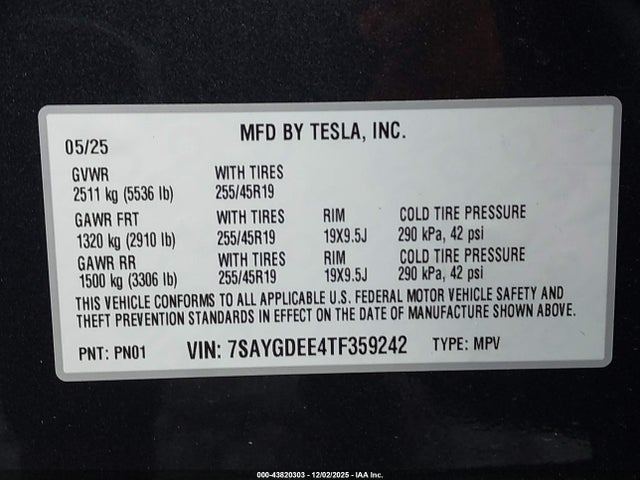 MFD BY TESLA, INC.
05/25
GVWR WITH TIRES
2511 kg (5536 lb) 255/45R19
GAWR FRT WITH TIRES RIM COLD TIRE PRESSURE
1320 kg (2910 lb) 255/45R19 19X9.5J 290 kPa, 42 psi
GAWR RR WITH TIRES RIM COLD TIRE PRESSURE
1500 kg (3306 lb) 255/45R19 19X9.5J 290 kPa, 42 psi
THIS VEHICLE CONFORMS TO ALL APPLICABLE U.S. FEDERAL MOTOR VEHICLE SAFETY AND
THEFT PREVENTION STANDARDS IN EFFECT ON THE DATE OF MANUFACTURE SHOWN ABOVE.
PNT: PN01 VIN: 7SAYGDEE4TF359242 TYPE: MPV
000-43820303 - 12/02/2025 - IAA Inc.